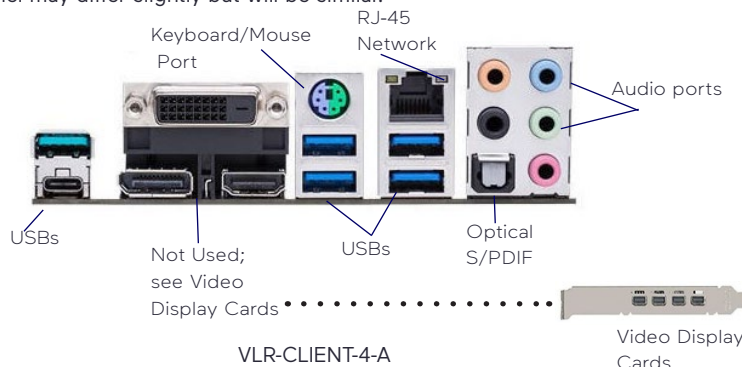 may differ slightly but will be similar.
Keyboard/Mouse
Port
RJ-45
Network
Audio ports
USBs
Not Used;
see Video
Display Cards
USBs
Optical
S/PDIF
VLR-CLIENT-4-A
Video Display
Cards